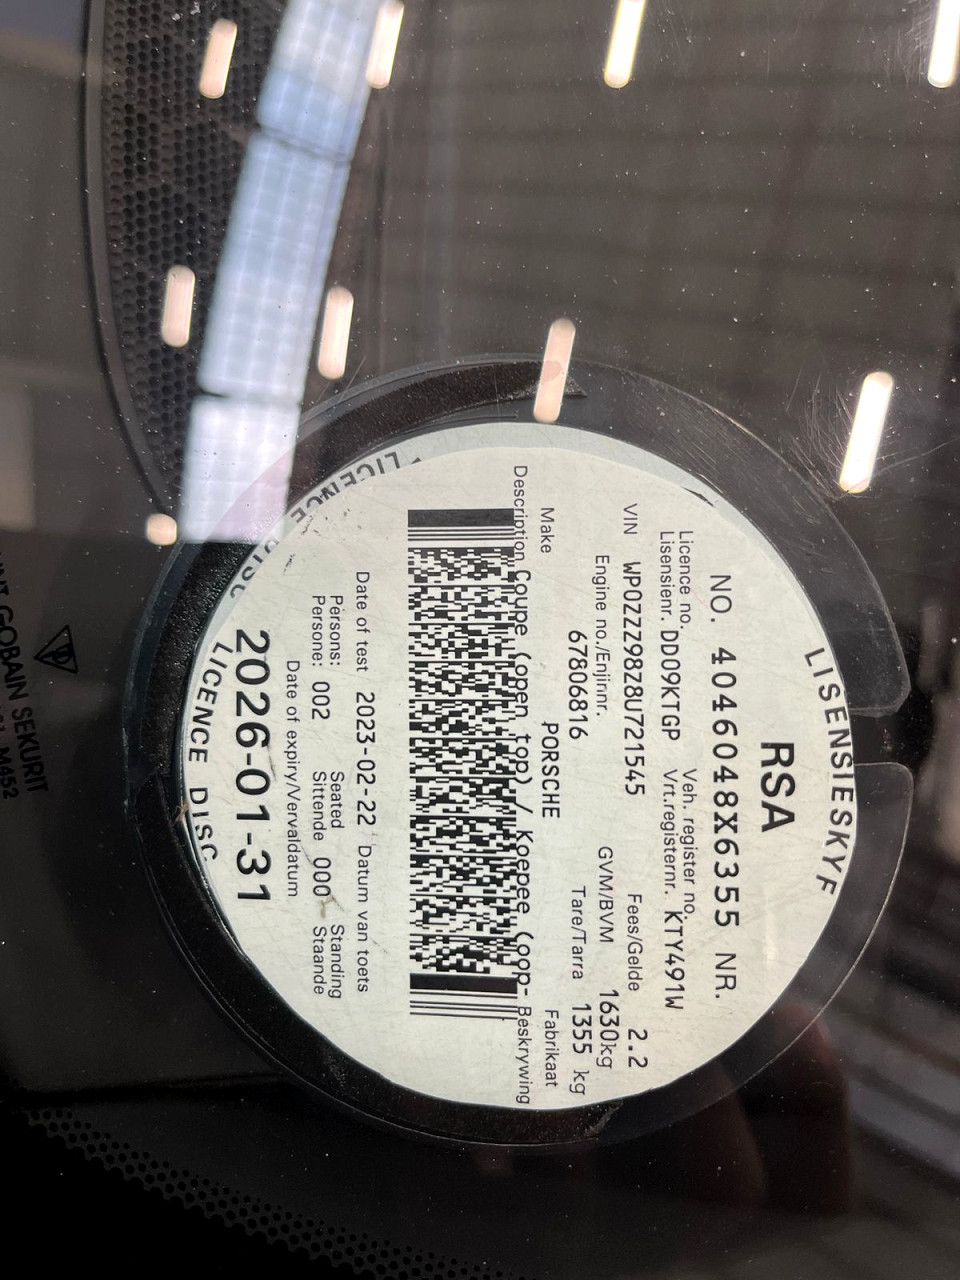 LISENSIESKYF
RSA
NO. 4046048X6355 NR.
Licence no. Veh. register no.
Lisensienr. DD09KTGP Vrt.registernr. KTY491W
VIN WP0ZZZ98Z8U721545 Fees/Gelde 2.2
Engine no./Enjinnr. GVM/BVM 1630kg
67806816 Tare/Tarra 1355 kg
Make PORSCHE Fabrikaat
Description Coupe (open top) / Koepee (oop- Beskrywing
Date of test 2023-02-22 Datum van toets
Persons: Seated Standing
Persone: 002 Sittende 000 Staande
Date of expiry/Vervaldatum
2026-01-31
LICENCE DISC
LICENCE DISC
GOBAIN SEKURIT
M452